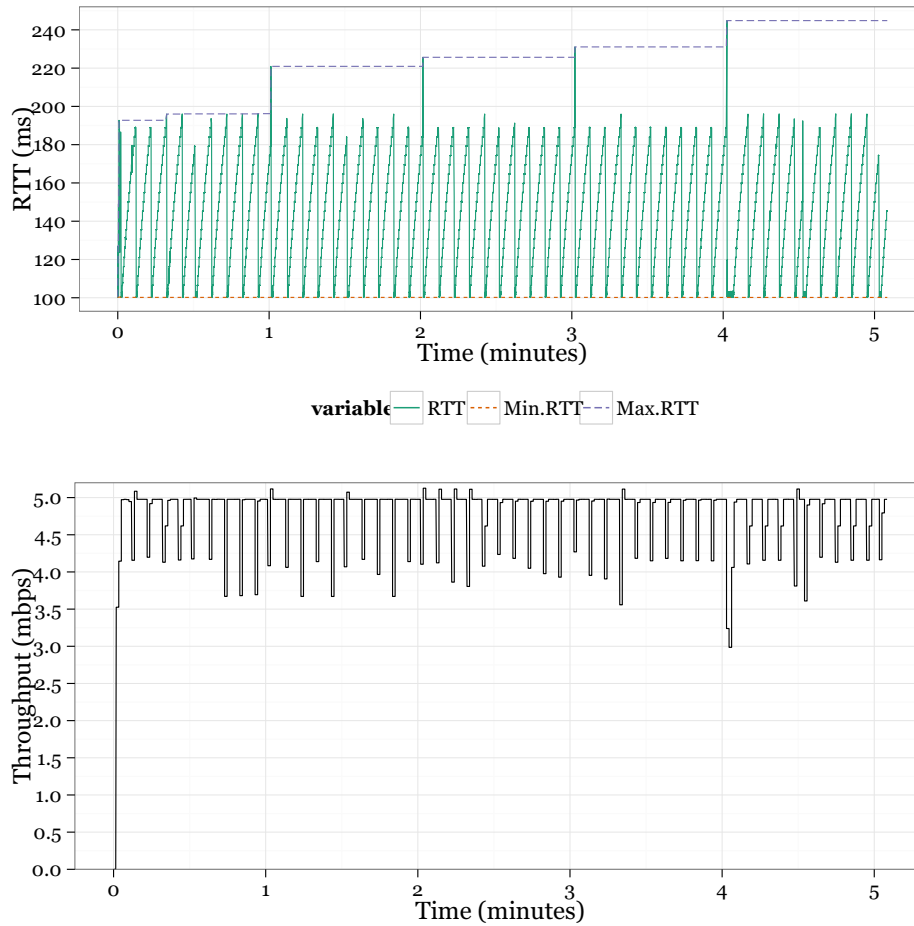 240
220
200
180
160
140
120
100
RTT (ms)
0 1 2 3 4 5
Time (minutes)
variable RTT Min.RTT Max.RTT
5.0
4.5
4.0
3.5
3.0
2.5
2.0
1.5
1.0
0.5
0.0
Throughput (mbps)
0 1 2 3 4 5
Time (minutes)